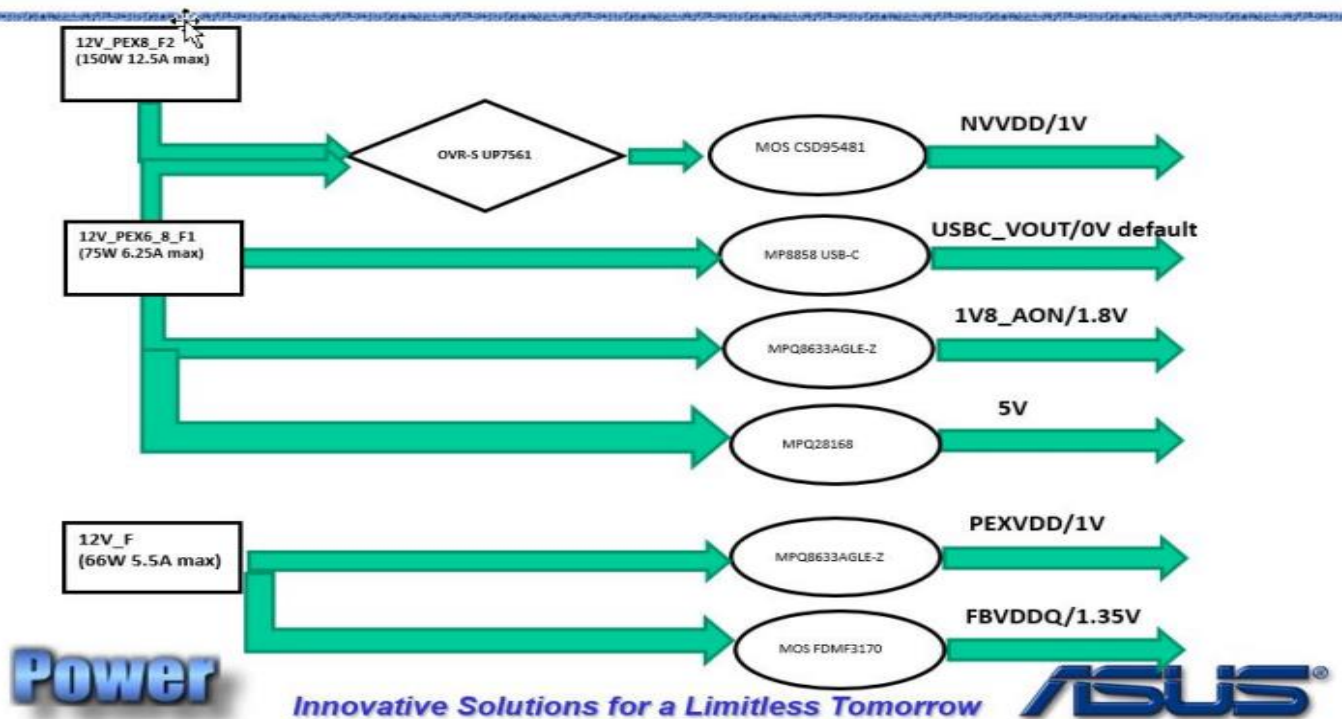 12V_PEX8_F2
(150W 12.5A max)
OVR-S UP7561
MOS CSD95481
NVVDD/1V
12V_PEX6_8_F1
(75W 6.25A max)
MP8858 USB-C
USBC_VOUT/0V default
MPQ8633AGLE-Z
1V8_AON/1.8V
MPQ28168
5V
12V_F
(66W 5.5A max)
MPQ8633AGLE-Z
PEXVDD/1V
MOS FDMF3170
FBVDDQ/1.35V
Power
Innovative Solutions for a Limitless Tomorrow
ASUS®